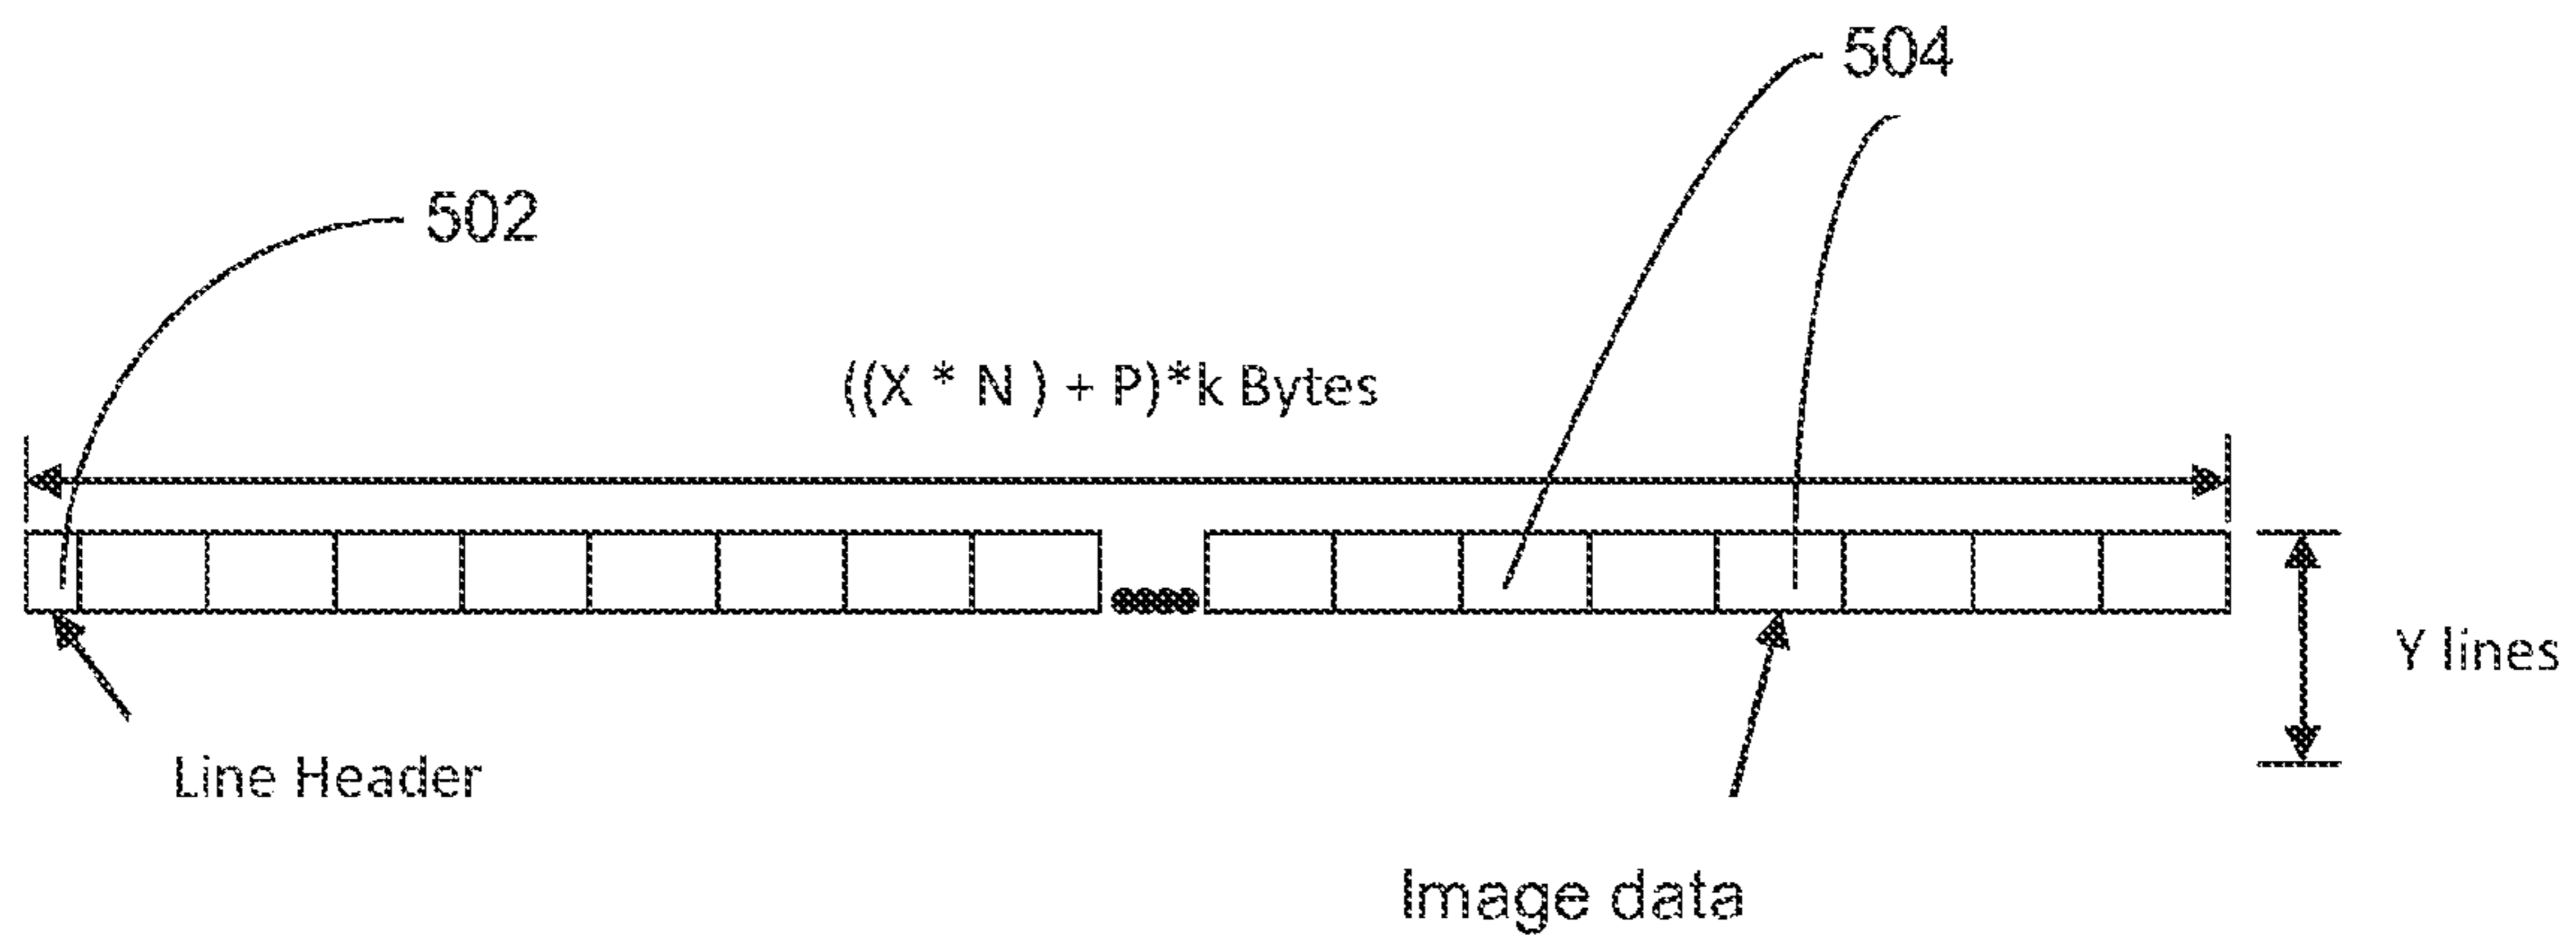 504
502
((X * N ) + P)*k Bytes
Y lines
Line Header
Image data